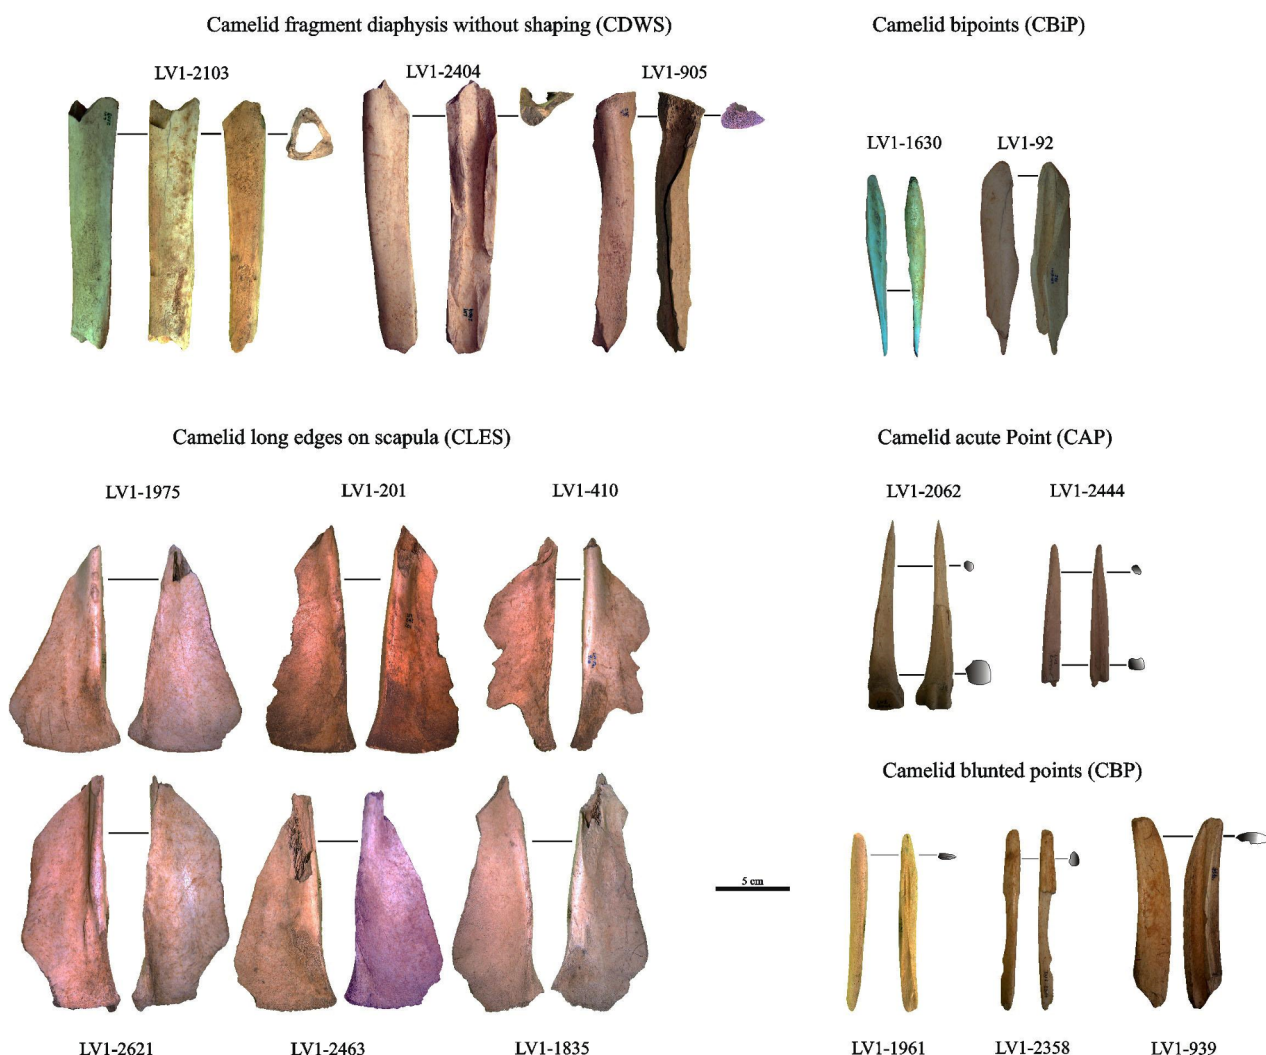 Camelid fragment diaphysis without shaping (CDWS)
LV1-2103
LV1-2404
LV1-905
Camelid bipoints (CBiP)
LV1-1630
LV1-92
Camelid long edges on scapula (CLES)
LV1-1975
LV1-201
LV1-410
Camelid acute Point (CAP)
LV1-2062
LV1-2444
Camelid blunted points (CBP)
5 cm
LV1-2621
LV1-2463
LV1-1835
LV1-1961
LV1-2358
LV1-939